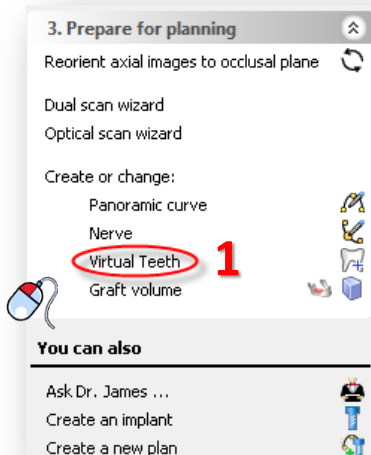 3. Prepare for planning
Reorient axial images to occlusal plane
Dual scan wizard
Optical scan wizard
Create or change:
Panoramic curve
Nerve
Virtual Teeth 1
Graft volume
You can also
Ask Dr. James ...
Create an implant
Create a new plan